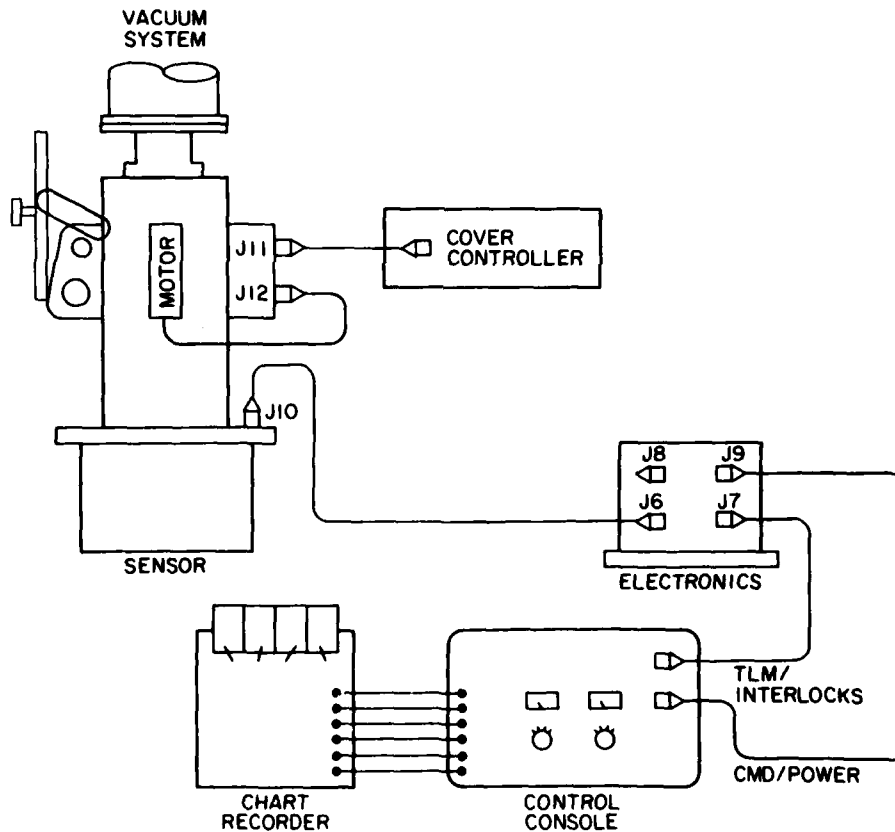 VACUUM
SYSTEM
MOTOR
J11
J12
COVER
CONTROLLER
J10
J8
J9
J6
J7
SENSOR
ELECTRONICS
TLM/
INTERLOCKS
CMD/POWER
CHART
RECORDER
CONTROL
CONSOLE